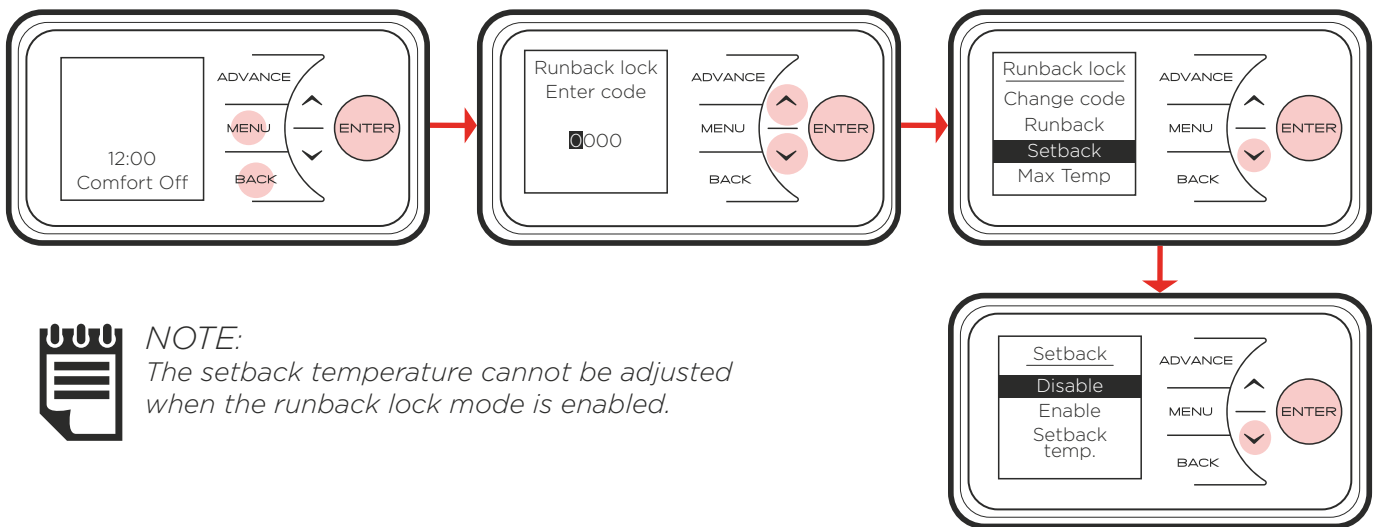 12:00
Comfort Off
ADVANCE
MENU
BACK
ENTER
Runback lock
Enter code
0000
ADVANCE
MENU
BACK
ENTER
Runback lock
Change code
Runback
Setback
Max Temp
ADVANCE
MENU
BACK
ENTER
NOTE:
The setback temperature cannot be adjusted
when the runback lock mode is enabled.
Setback
Disable
Enable
Setback
temp.
ADVANCE
MENU
BACK
ENTER